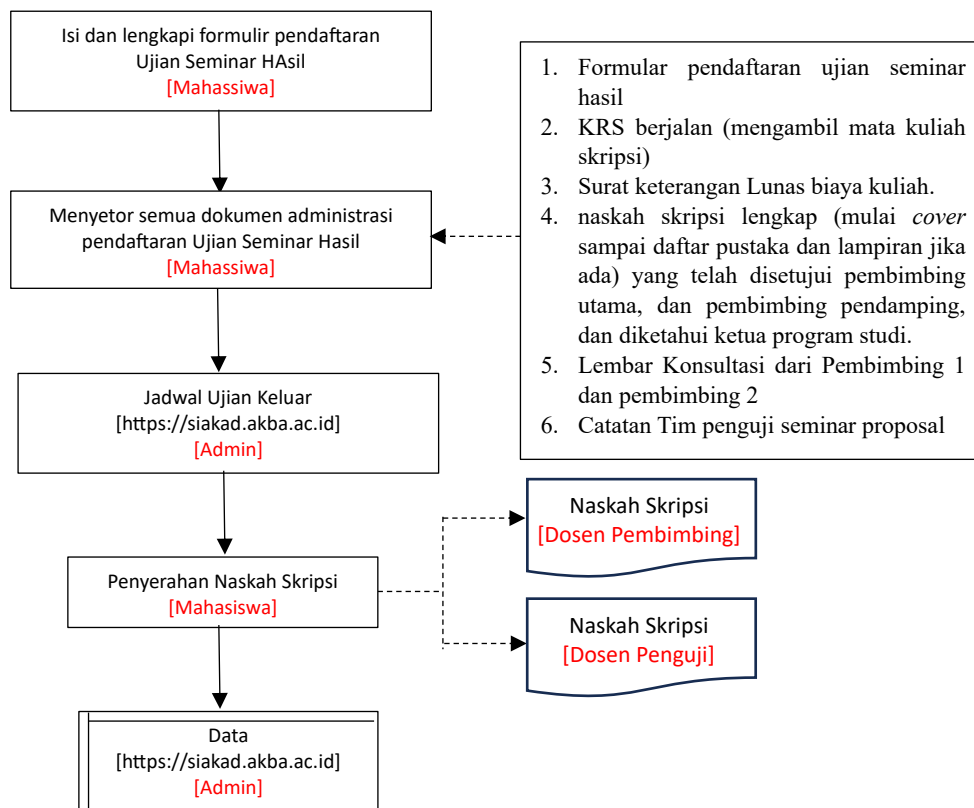 Isi dan lengkapi formulir pendaftaran
Ujian Seminar HAsil
[Mahassiwa]
Menyetor semua dokumen administrasi
pendaftaran Ujian Seminar Hasil
[Mahassiwa]
1. Formular pendaftaran ujian seminar
hasil
2. KRS berjalan (mengambil mata kuliah
skripsi)
3. Surat keterangan Lunas biaya kuliah.
4. naskah skripsi lengkap (mulai cover
sampai daftar pustaka dan lampiran jika
ada) yang telah disetujui pembimbing
utama, dan pembimbing pendamping,
dan diketahui ketua program studi.
5. Lembar Konsultasi dari Pembimbing 1
dan pembimbing 2
6. Catatan Tim penguji seminar proposal
Jadwal Ujian Keluar
[https://siakad.akba.ac.id]
[Admin]
Penyerahan Naskah Skripsi
[Mahasiswa]
Naskah Skripsi
[Dosen Pembimbing]
Naskah Skripsi
[Dosen Penguji]
Data
[https://siakad.akba.ac.id]
[Admin]